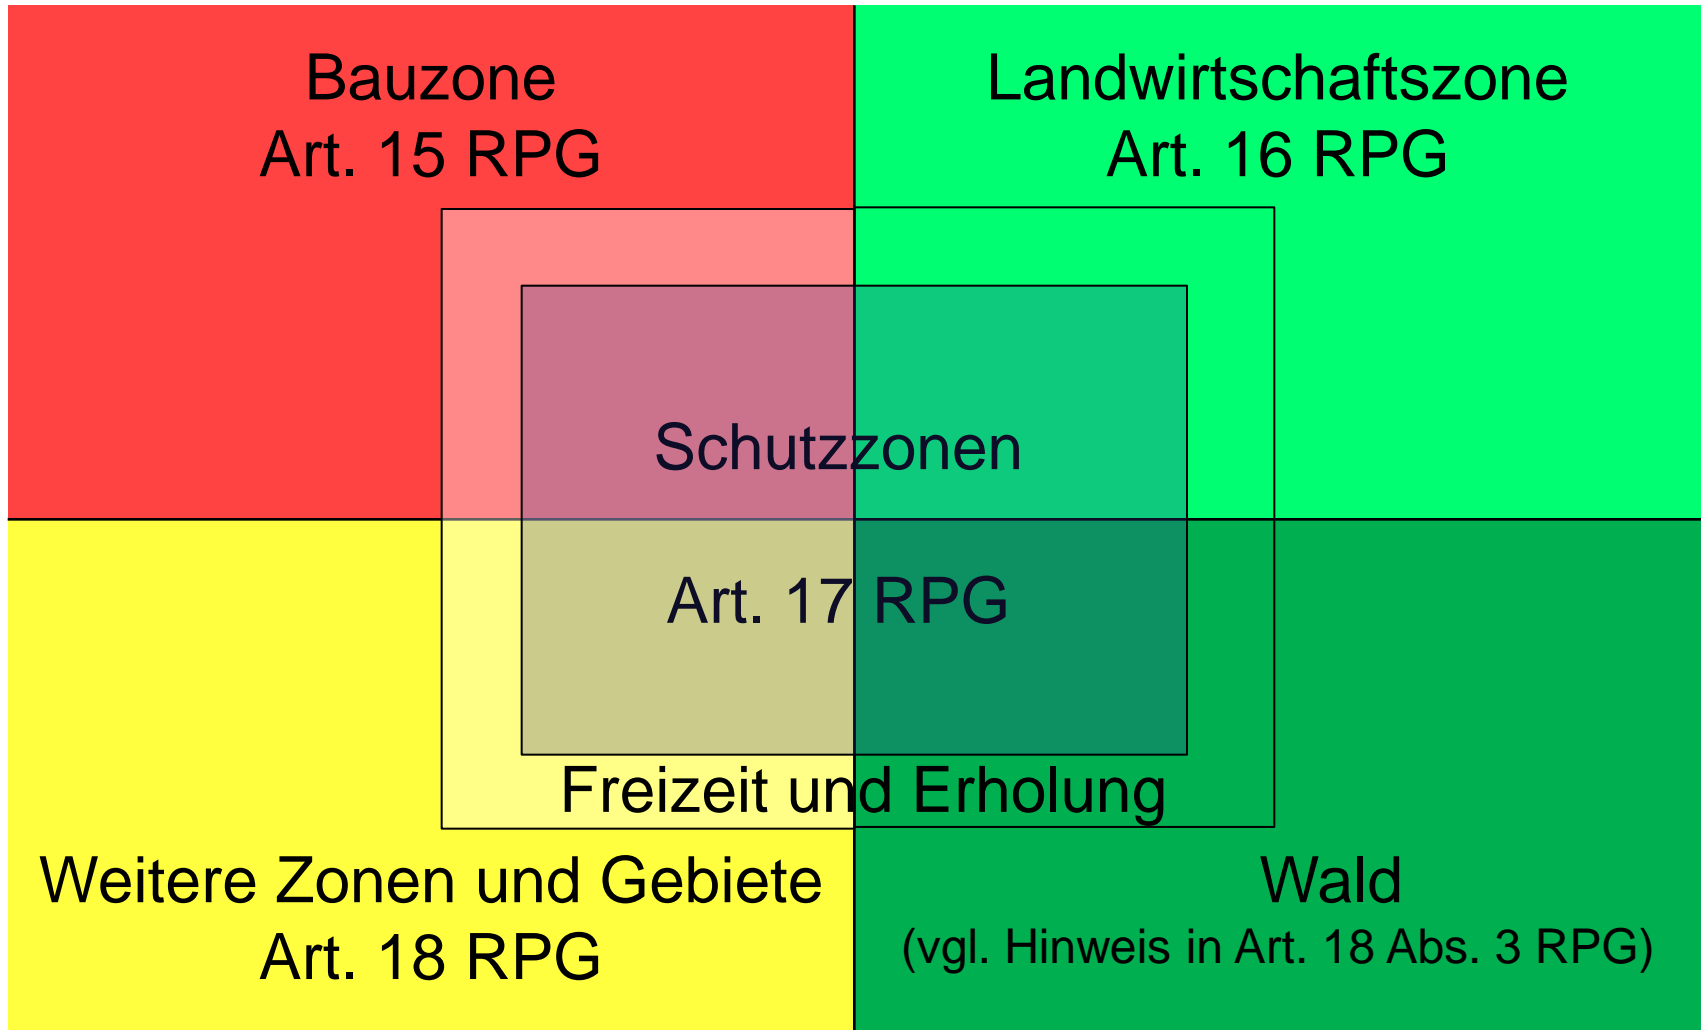 Bauzone
Art. 15 RPG
Landwirtschaftszone
Art. 16 RPG
Schutzzonen
Art. 17 RPG
Freizeit und Erholung
Weitere Zonen und Gebiete
Art. 18 RPG
Wald
(vgl. Hinweis in Art. 18 Abs. 3 RPG)